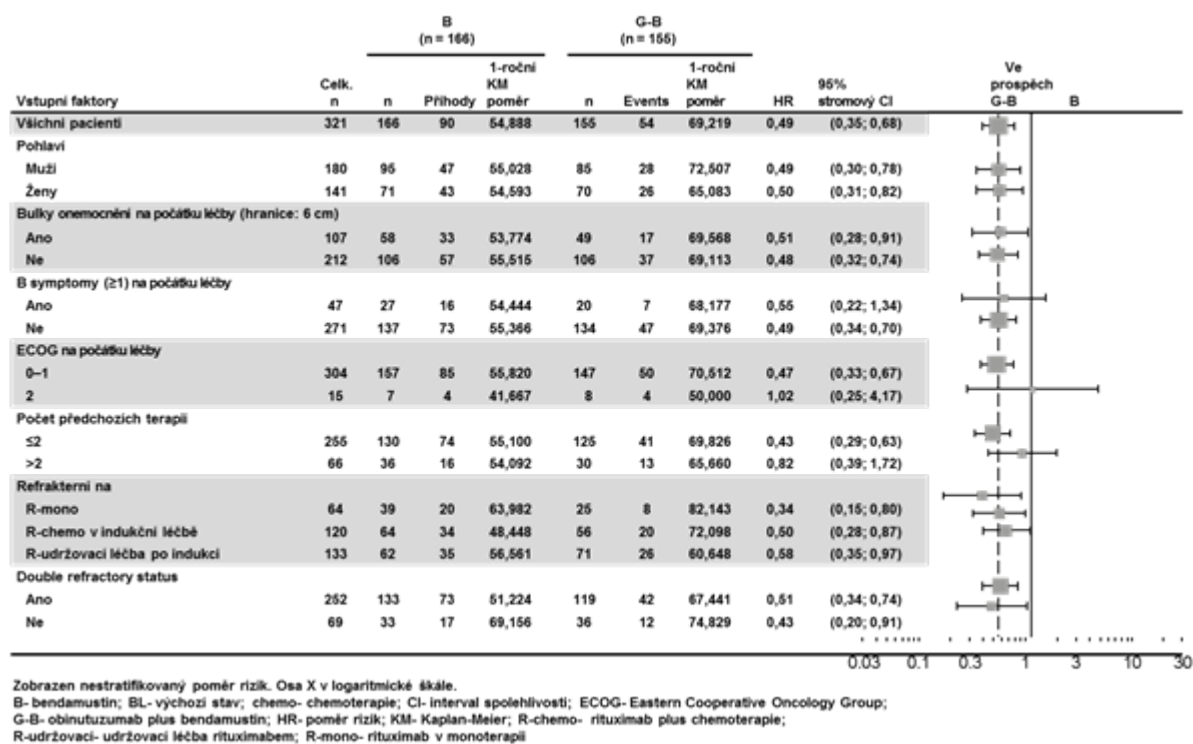 B G-B
(n = 166) (n = 155)
1-roční 1-roční Ve
Celk. KM KM 95% prospěch
Vstupní faktory n n Příhody poměr n Events poměr HR stromový CI G-B B
Všichni pacienti 321 166 90 54,888 155 54 69,219 0,49 (0,35; 0,68)
Pohlaví
Muži 180 95 47 55,028 85 28 72,507 0,49 (0,30; 0,78)
Ženy 141 71 43 54,593 70 26 65,083 0,50 (0,31; 0,82)
Bulky onemocnění na počátku léčby (hranice: 6 cm)
Ano 107 58 33 53,774 49 17 69,568 0,51 (0,28; 0,91)
Ne 212 106 57 55,515 106 37 69,113 0,48 (0,32; 0,74)
B symptomy (≥1) na počátku léčby
Ano 47 27 16 54,444 20 7 68,177 0,55 (0,22; 1,34)
Ne 271 137 73 55,366 134 47 69,376 0,49 (0,34; 0,70)
ECOG na počátku léčby
0–1 304 157 85 55,820 147 50 70,512 0,47 (0,33; 0,67)
2 15 7 4 41,667 8 4 50,000 1,02 (0,25; 4,17)
Počet předchozích terapií
≤2 255 130 74 55,100 125 41 69,826 0,43 (0,29; 0,63)
>2 66 36 16 54,092 30 13 65,660 0,82 (0,39; 1,72)
Refrakterní na
R-mono 64 39 20 63,982 25 8 82,143 0,34 (0,15; 0,80)
R-chemo v indukční léčbě 120 64 34 48,448 56 20 72,098 0,50 (0,28; 0,87)
R-udržovací léčba po indukci 133 62 35 56,561 71 26 60,648 0,58 (0,35; 0,97)
Double refractory status
Ano 252 133 73 51,224 119 42 67,441 0,51 (0,34; 0,74)
Ne 69 33 17 69,156 36 12 74,829 0,43 (0,20; 0,91)
0.03 0.1 0.3 1 3 10 30
Zobrazen nestratifikovaný poměr rizik. Osa X v logaritmické škále.
B- bendamustin; BL- výchozí stav; chemo- chemoterapie; CI- interval spolehlivosti; ECOG- Eastern Cooperative Oncology Group;
G-B- obinutuzumab plus bendamustin; HR- poměr rizik; KM- Kaplan-Meier; R-chemo- rituximab plus chemoterapie;
R-udržovací- udržovací léčba rituximabem; R-mono- rituximab v monoterapii